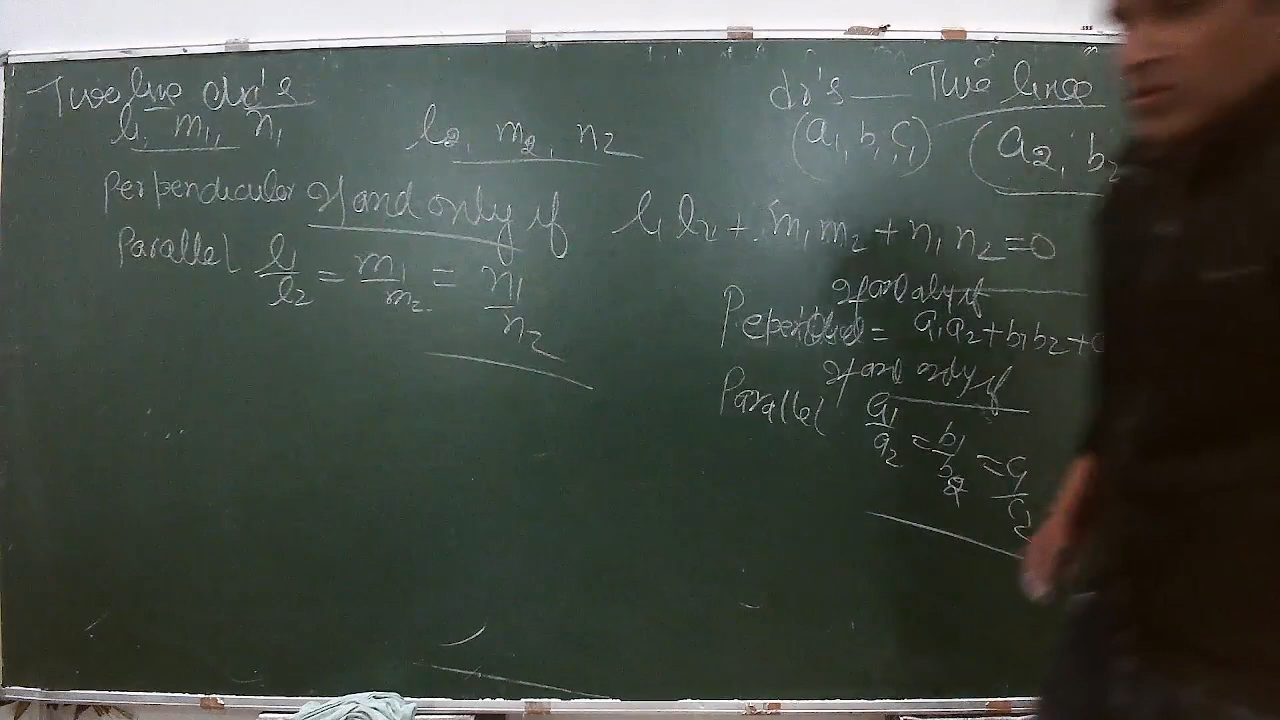 Two line dr's
l1, m1, n1 l2, m2, n2
Perpendicular If and only if l1 l2 + m1 m2 + n1 n2 = 0
Parallel l1/l2 = m1/m2 = n1/n2
dr's — Two lines
(a1, b1, c1) (a2, b2
If and only if
= a1a2 + b1b2 + c
If and only if
Parallel a1/a2 = b1/b2 = c1/c2